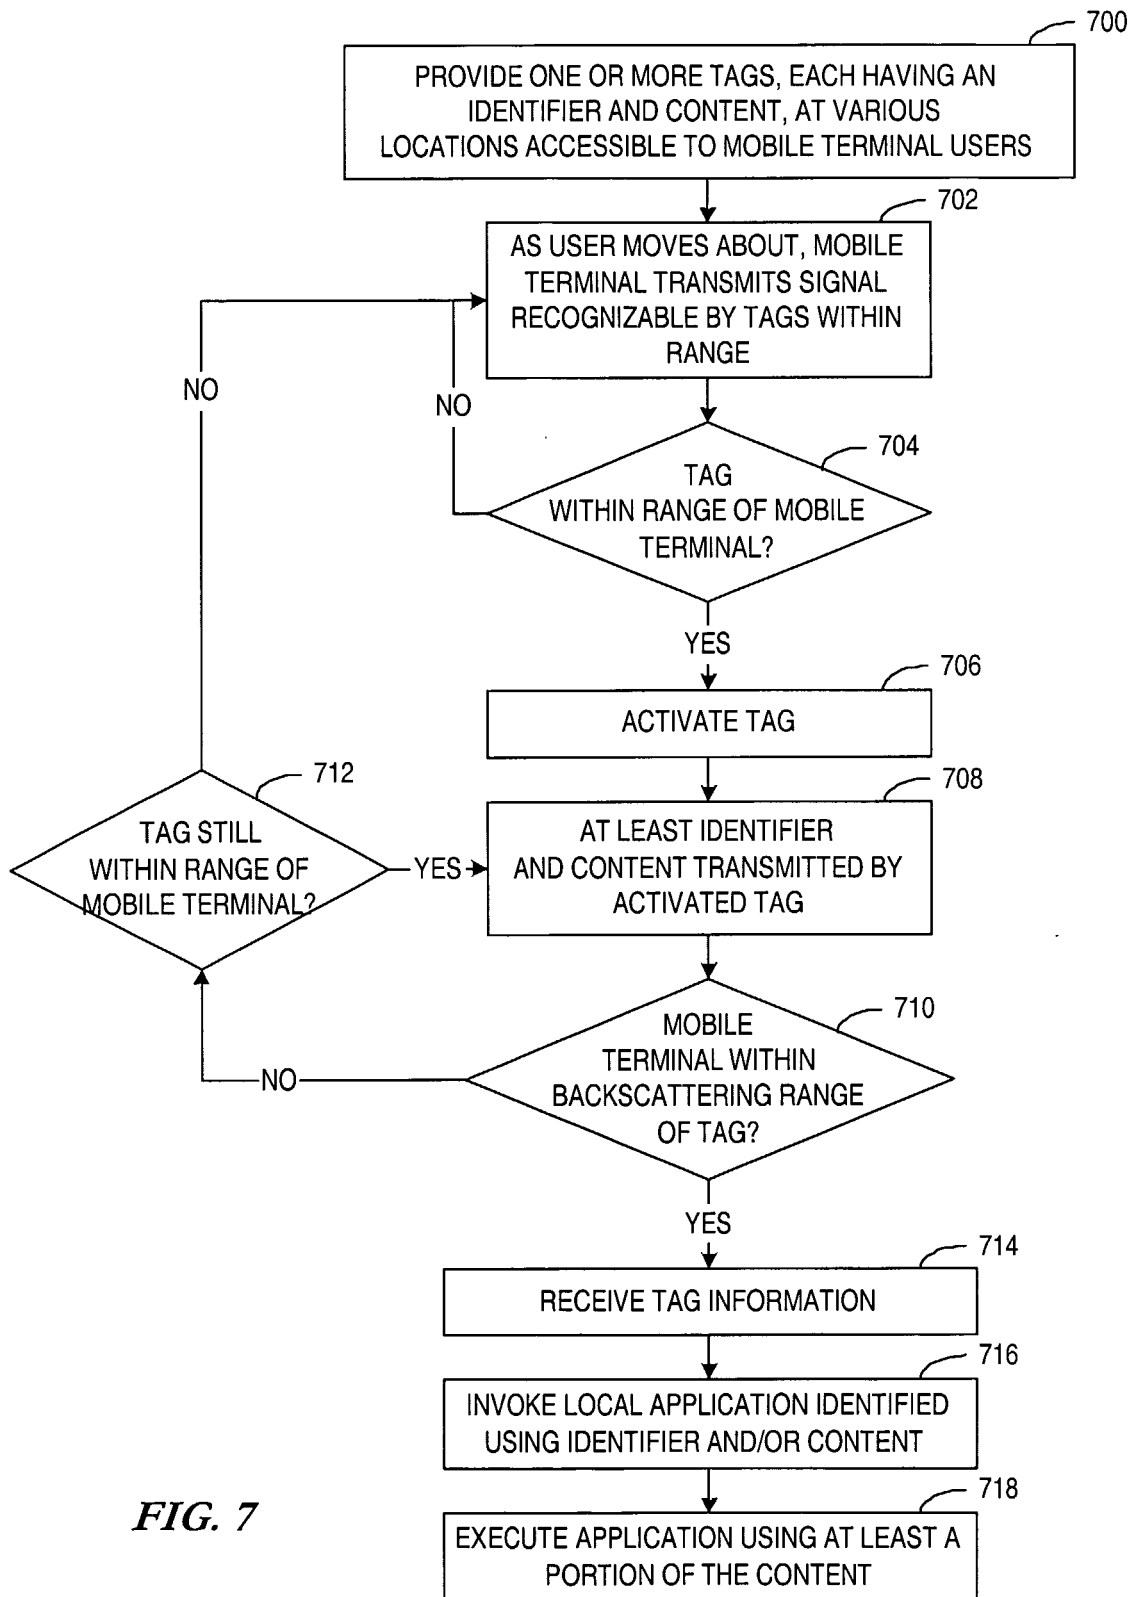 700
PROVIDE ONE OR MORE TAGS, EACH HAVING AN
IDENTIFIER AND CONTENT, AT VARIOUS
LOCATIONS ACCESSIBLE TO MOBILE TERMINAL USERS
702
AS USER MOVES ABOUT, MOBILE
TERMINAL TRANSMITS SIGNAL
RECOGNIZABLE BY TAGS WITHIN
RANGE
NO
NO
704
TAG
WITHIN RANGE OF MOBILE
TERMINAL?
YES
706
ACTIVATE TAG
712
TAG STILL
WITHIN RANGE OF
MOBILE TERMINAL?
YES
708
AT LEAST IDENTIFIER
AND CONTENT TRANSMITTED BY
ACTIVATED TAG
710
MOBILE
TERMINAL WITHIN
BACKSCATTERING RANGE
OF TAG?
NO
YES
714
RECEIVE TAG INFORMATION
716
INVOKE LOCAL APPLICATION IDENTIFIED
USING IDENTIFIER AND/OR CONTENT
718
EXECUTE APPLICATION USING AT LEAST A
PORTION OF THE CONTENT
FIG. 7